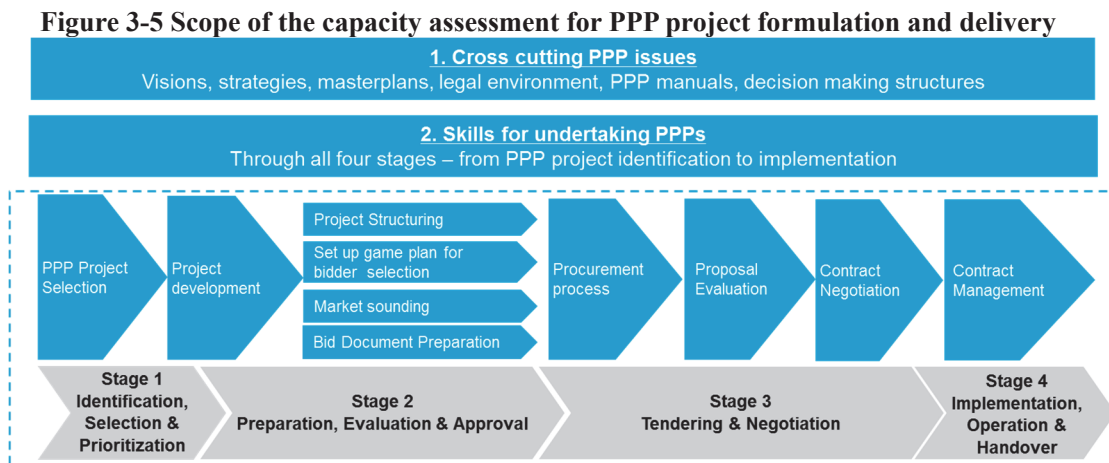 Figure 3-5 Scope of the capacity assessment for PPP project formulation and delivery
1. Cross cutting PPP issues
Visions, strategies, masterplans, legal environment, PPP manuals, decision making structures
2. Skills for undertaking PPPs
Through all four stages – from PPP project identification to implementation
PPP Project
Selection
Project
development
Project Structuring
Set up game plan for
bidder selection
Market sounding
Bid Document Preparation
Procurement
process
Proposal
Evaluation
Contract
Negotiation
Contract
Management
Stage 1
Identification,
Selection &
Prioritization
Stage 2
Preparation, Evaluation & Approval
Stage 3
Tendering & Negotiation
Stage 4
Implementation,
Operation &
Handover